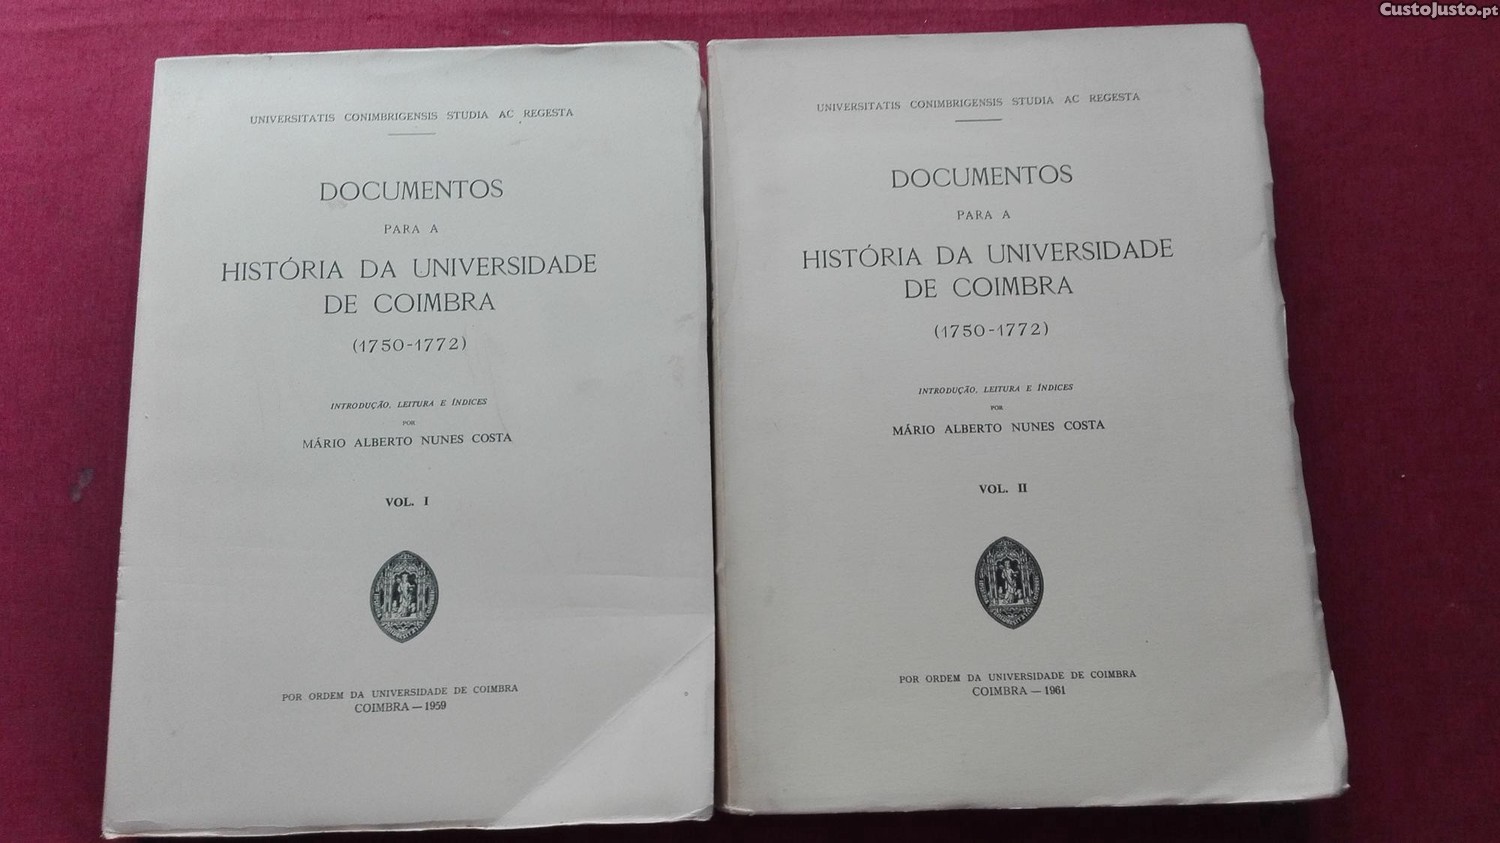 CustoJusto.pt
UNIVERSITATIS CONIMBRIGENSIS STUDIA AC REGESTA
DOCUMENTOS
PARA A
HISTÓRIA DA UNIVERSIDADE
DE COIMBRA
(1750-1772)
INTRODUÇÃO, LEITURA E ÍNDICES
POR
MÁRIO ALBERTO NUNES COSTA
VOL. I
POR ORDEM DA UNIVERSIDADE DE COIMBRA
COIMBRA — 1959
UNIVERSITATIS CONIMBRIGENSIS STUDIA AC REGESTA
DOCUMENTOS
PARA A
HISTÓRIA DA UNIVERSIDADE
DE COIMBRA
(1750-1772)
INTRODUÇÃO, LEITURA E ÍNDICES
POR
MÁRIO ALBERTO NUNES COSTA
VOL. II
POR ORDEM DA UNIVERSIDADE DE COIMBRA
COIMBRA — 1961